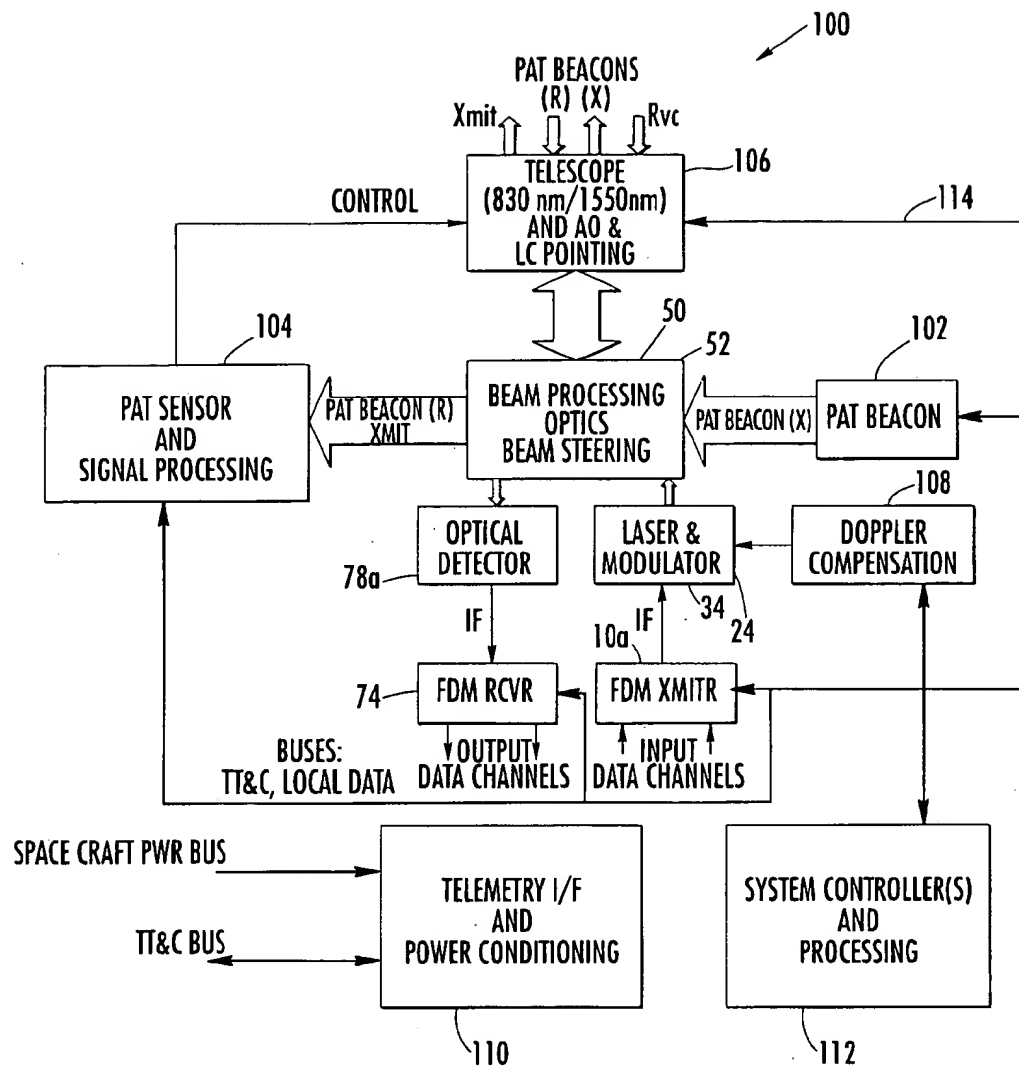 100
PAT BEACONS
(R) (X)
Xmit
Rvc
TELESCOPE
(830 nm/1550nm)
AND AO &
LC POINTING
106
CONTROL
114
104
PAT SENSOR
AND
SIGNAL PROCESSING
PAT BEACON (R)
XMIT
50
52
BEAM PROCESSING
OPTICS
BEAM STEERING
PAT BEACON (X)
102
PAT BEACON
OPTICAL
DETECTOR
78a
LASER &
MODULATOR
34
24
108
DOPPLER
COMPENSATION
IF
IF
10a
74
FDM RCVR
FDM XMITR
BUSES:
TT&C, LOCAL DATA
OUTPUT
DATA CHANNELS
INPUT
DATA CHANNELS
SPACE CRAFT PWR BUS
TT&C BUS
TELEMETRY I/F
AND
POWER CONDITIONING
110
SYSTEM CONTROLLER(S)
AND
PROCESSING
112